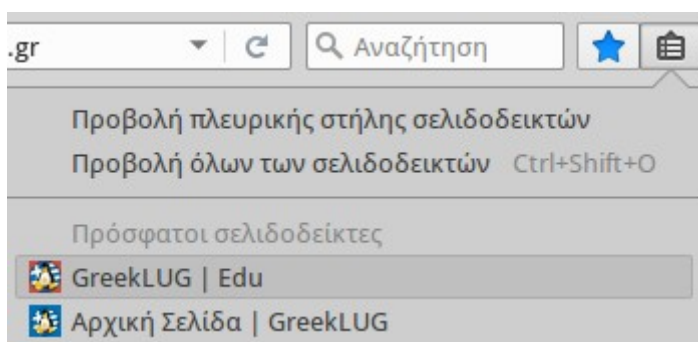 .gr Αναζήτηση
Προβολή πλευρικής στήλης σελιδοδεικτών
Προβολή όλων των σελιδοδεικτών Ctrl+Shift+O
Πρόσφατοι σελιδοδείκτες
GreekLUG | Edu
Αρχική Σελίδα | GreekLUG